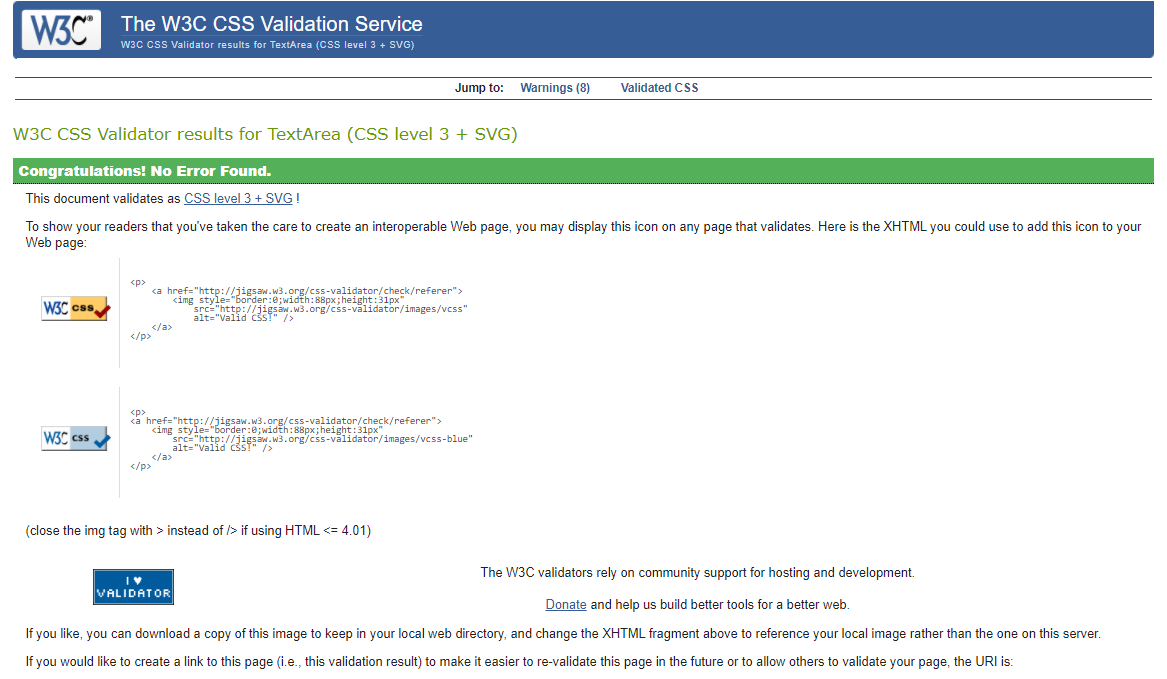 W3C®
The W3C CSS Validation Service
W3C CSS Validator results for TextArea (CSS level 3 + SVG)
Jump to: Warnings (8) Validated CSS
W3C CSS Validator results for TextArea (CSS level 3 + SVG)
Congratulations! No Error Found.
This document validates as CSS level 3 + SVG !
To show your readers that you've taken the care to create an interoperable Web page, you may display this icon on any page that validates. Here is the XHTML you could use to add this icon to your
Web page:
W3C css
<p>
<a href="http://jigsaw.w3.org/css-validator/check/referer">
<img style="border:0;width:88px;height:31px"
src="http://jigsaw.w3.org/css-validator/images/vcss"
alt="Valid CSS!" />
</a>
</p>
W3C css
<p>
<a href="http://jigsaw.w3.org/css-validator/check/referer">
<img style="border:0;width:88px;height:31px"
src="http://jigsaw.w3.org/css-validator/images/vcss-blue"
alt="Valid CSS!" />
</a>
</p>
(close the img tag with > instead of /> if using HTML <= 4.01)
I ♥
VALIDATOR
The W3C validators rely on community support for hosting and development.
Donate and help us build better tools for a better web.
If you like, you can download a copy of this image to keep in your local web directory, and change the XHTML fragment above to reference your local image rather than the one on this server.
If you would like to create a link to this page (i.e., this validation result) to make it easier to re-validate this page in the future or to allow others to validate your page, the URI is: